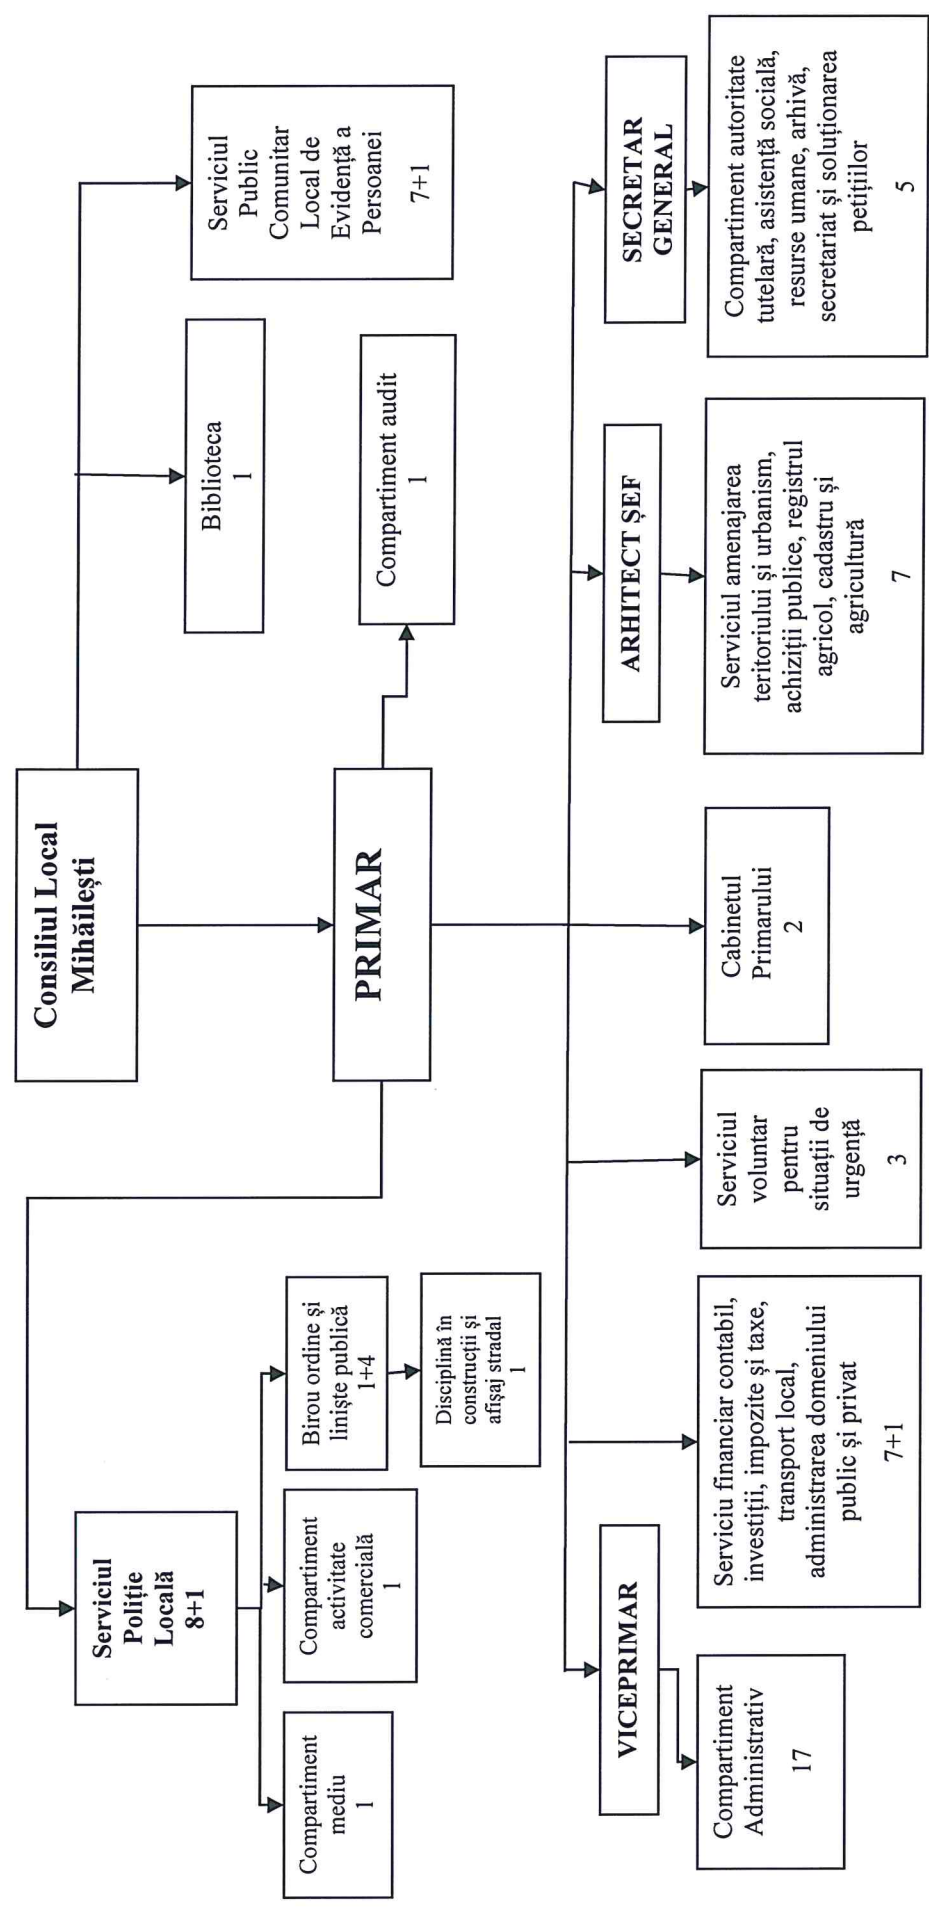 Consiliul Local
Mihăilești
Serviciul
Public
Comunitar
Local de
Evidență a
Persoanei
7+1
Biblioteca
1
PRIMAR
Compartiment audit
1
Serviciul
Poliție
Locală
8+1
Compartiment
mediu
1
Compartiment
activitate
comercială
1
Birou ordine și
liniște publică
1+4
Disciplină în
construcții și
afișaj stradal
1
VICEPRIMAR
Compartiment
Administrativ
17
Serviciu financiar contabil,
investiții, impozite și taxe,
transport local,
administrarea domeniului
public și privat
7+1
Serviciul
voluntar
pentru
situații de
urgență
3
Cabinetul
Primarului
2
ARHITECT ȘEF
Serviciul amenajarea
teritoriului și urbanism,
achiziții publice, registrul
agricol, cadastru și
agricultură
7
SECRETAR
GENERAL
Compartiment autoritate
tutelară, asistență socială,
resurse umane, arhivă,
secretariat și soluționarea
petițiilor
5